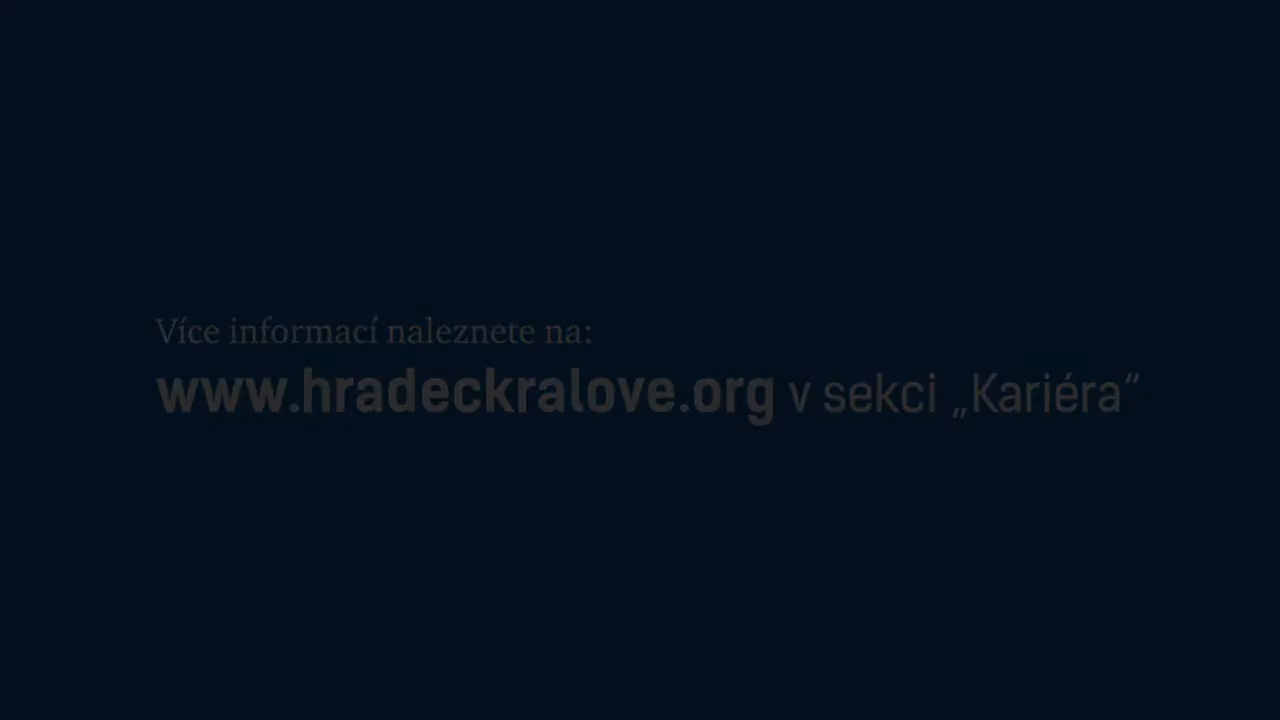 Více informací naleznete na:
www.hradeckralove.org v sekci „Kariéra“